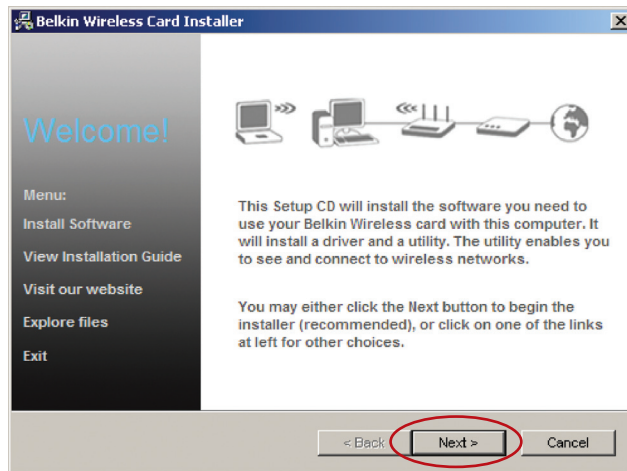 Belkin Wireless Card Installer
Welcome!
Menu:
Install Software
View Installation Guide
Visit our website
Explore files
Exit
This Setup CD will install the software you need to
use your Belkin Wireless card with this computer. It
will install a driver and a utility. The utility enables you
to see and connect to wireless networks.
You may either click the Next button to begin the
installer (recommended), or click on one of the links
at left for other choices.
< Back
Next >
Cancel